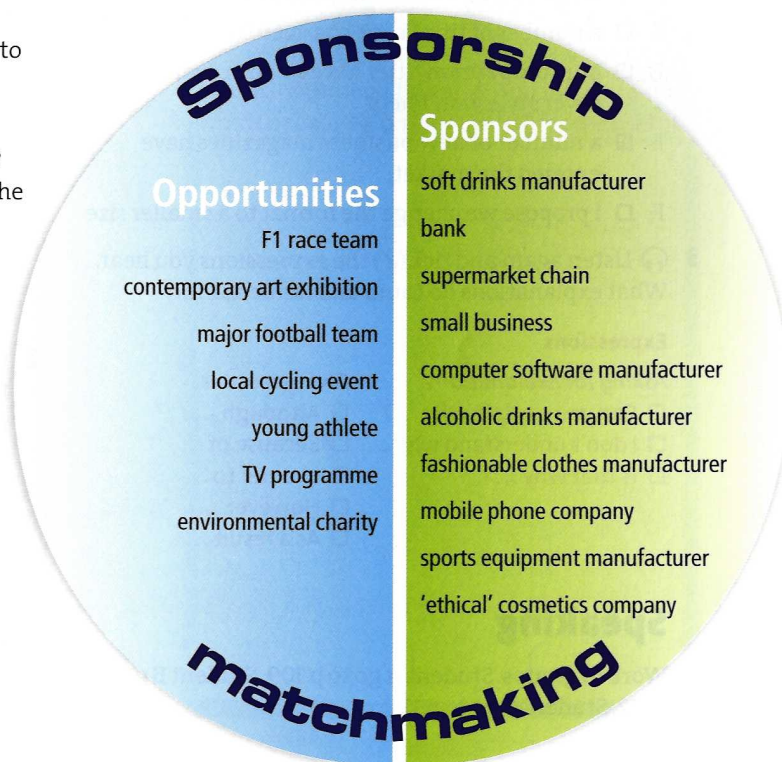 to
he
Sponsorship
Opportunities
F1 race team
contemporary art exhibition
major football team
local cycling event
young athlete
TV programme
environmental charity
Sponsors
soft drinks manufacturer
bank
supermarket chain
small business
computer software manufacturer
alcoholic drinks manufacturer
fashionable clothes manufacturer
mobile phone company
sports equipment manufacturer
'ethical' cosmetics company
matchmaking